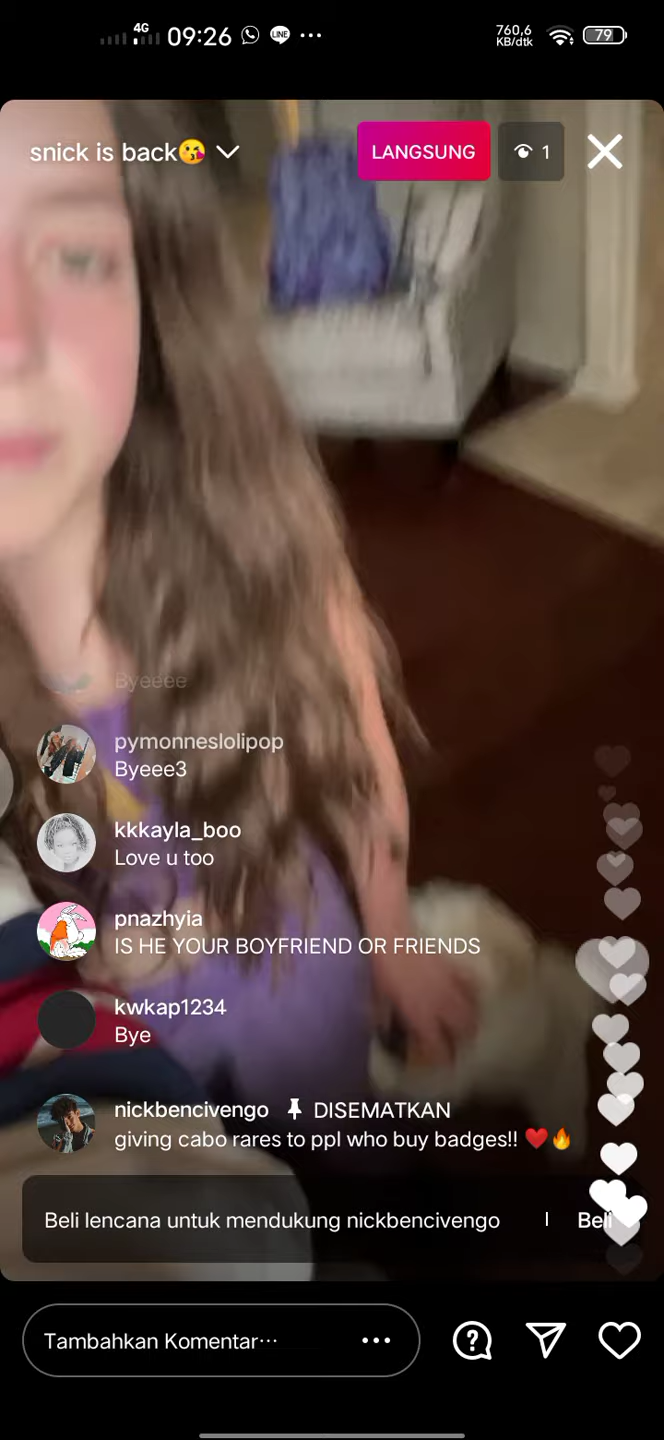 4G
09:26
LINE
760,6
KB/dtk
79
snick is back😘
LANGSUNG
1
Byeeee
pymonneslolipop
Byeee3
kkkayla_boo
Love u too
pnazhyia
IS HE YOUR BOYFRIEND OR FRIENDS
kwkap1234
Bye
nickbencivengo DISEMATKAN
giving cabo rares to ppl who buy badges!! ❤️🔥
Beli lencana untuk mendukung nickbencivengo | Beli
Tambahkan Komentar···